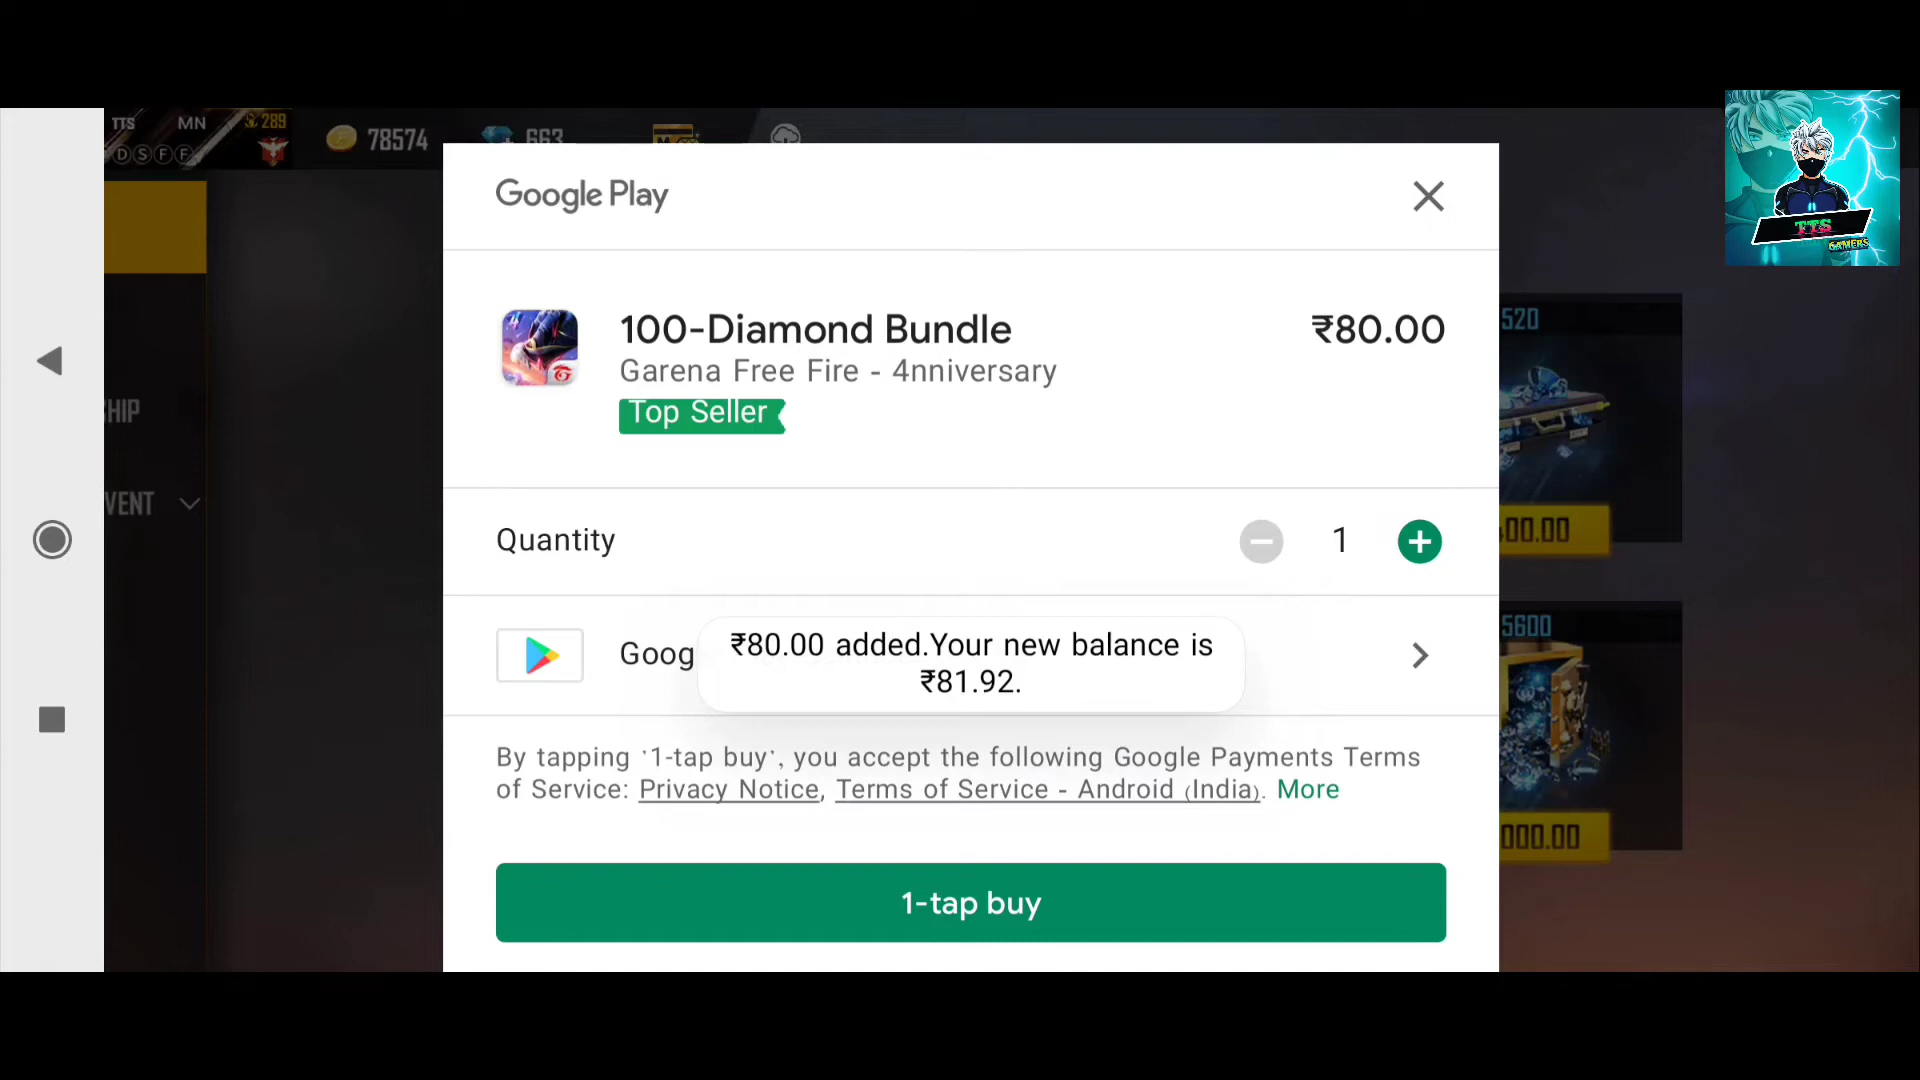 TTS MN 289
DSFF
78574
663
Google Play
100-Diamond Bundle
₹80.00
Garena Free Fire - 4nniversary
Top Seller
Quantity
1
Goog
₹80.00 added.Your new balance is
₹81.92.
By tapping '1-tap buy', you accept the following Google Payments Terms
of Service: Privacy Notice, Terms of Service - Android (India). More
1-tap buy
HIP
VENT
520
00.00
5600
000.00
TTS
GAMERS